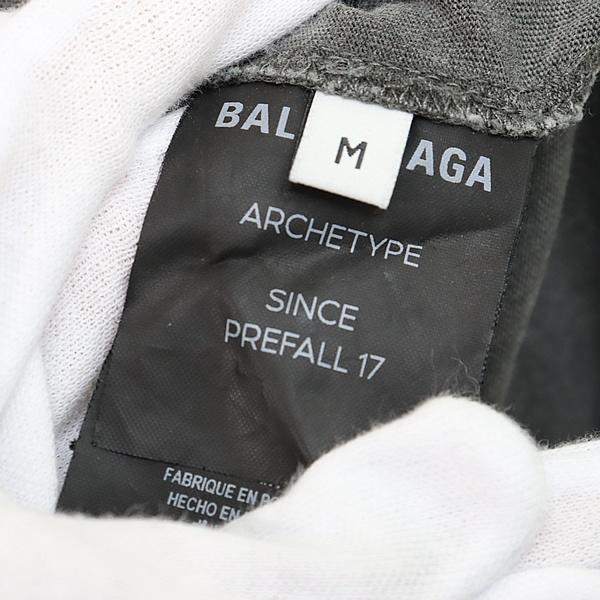 BAL AGA
M
ARCHETYPE
SINCE
PREFALL 17
FABRIQUE EN
HECHO EN